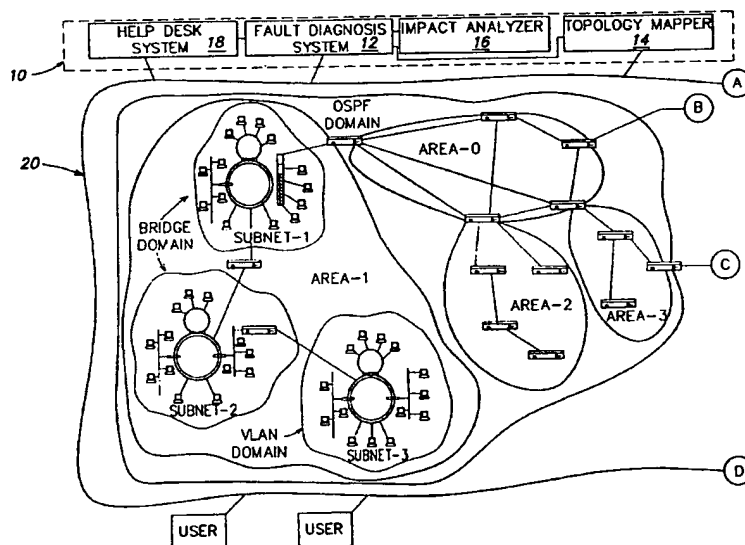 HELP DESK SYSTEM 18
FAULT DIAGNOSIS SYSTEM 12
IMPACT ANALYZER 16
TOPOLOGY MAPPER 14
10
A
OSPF DOMAIN
B
AREA-0
20
SUBNET-1
BRIDGE DOMAIN
AREA-1
C
AREA-2
AREA-3
SUBNET-2
VLAN DOMAIN
SUBNET-3
D
USER
USER